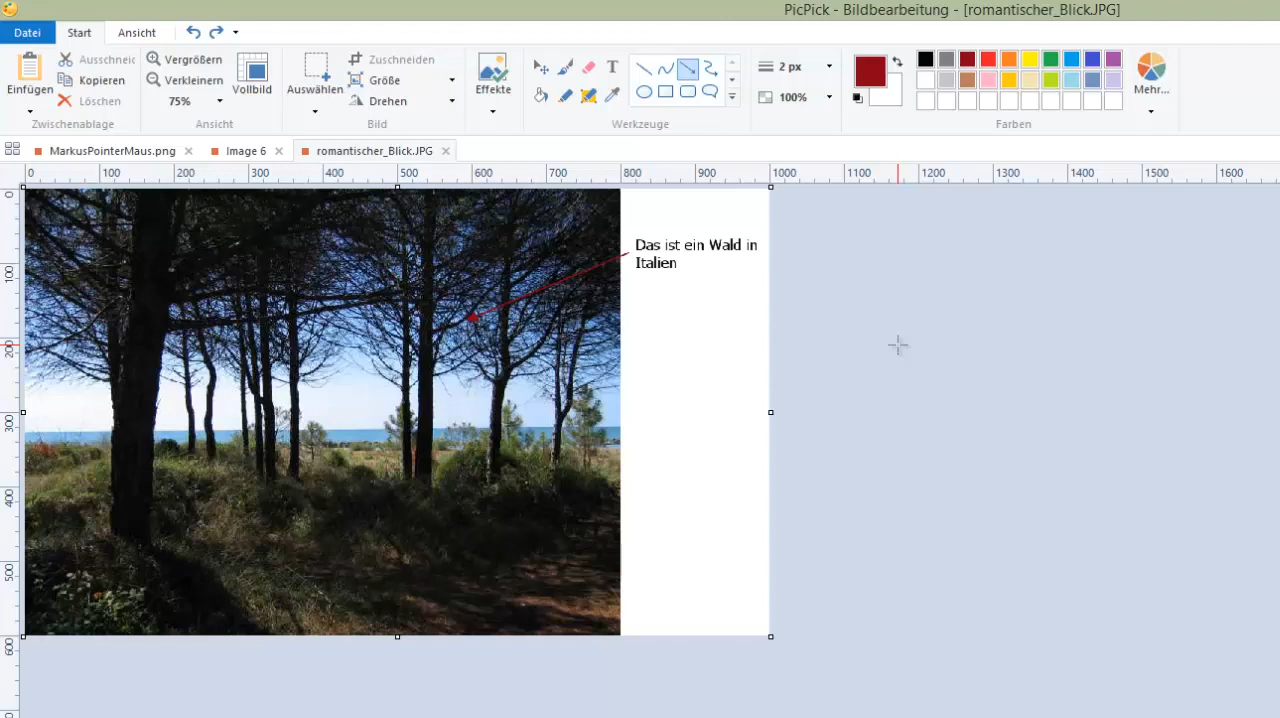 PicPick - Bildbearbeitung - [romantischer_Blick.JPG]
Datei Start Ansicht
Einfügen
Ausschneic
Kopieren
Löschen
Zwischenablage
Vergrößern
Verkleinern
75%
Vollbild
Ansicht
Auswählen
Zuschneiden
Größe
Drehen
Bild
Effekte
T
Werkzeuge
2 px
100%
Farben
Mehr...
MarkusPointerMaus.png Image 6 romantischer_Blick.JPG
0 100 200 300 400 500 600 700 800 900 1000 1100 1200 1300 1400 1500 1600
0
100
200
300
400
500
600
Das ist ein Wald in
Italien